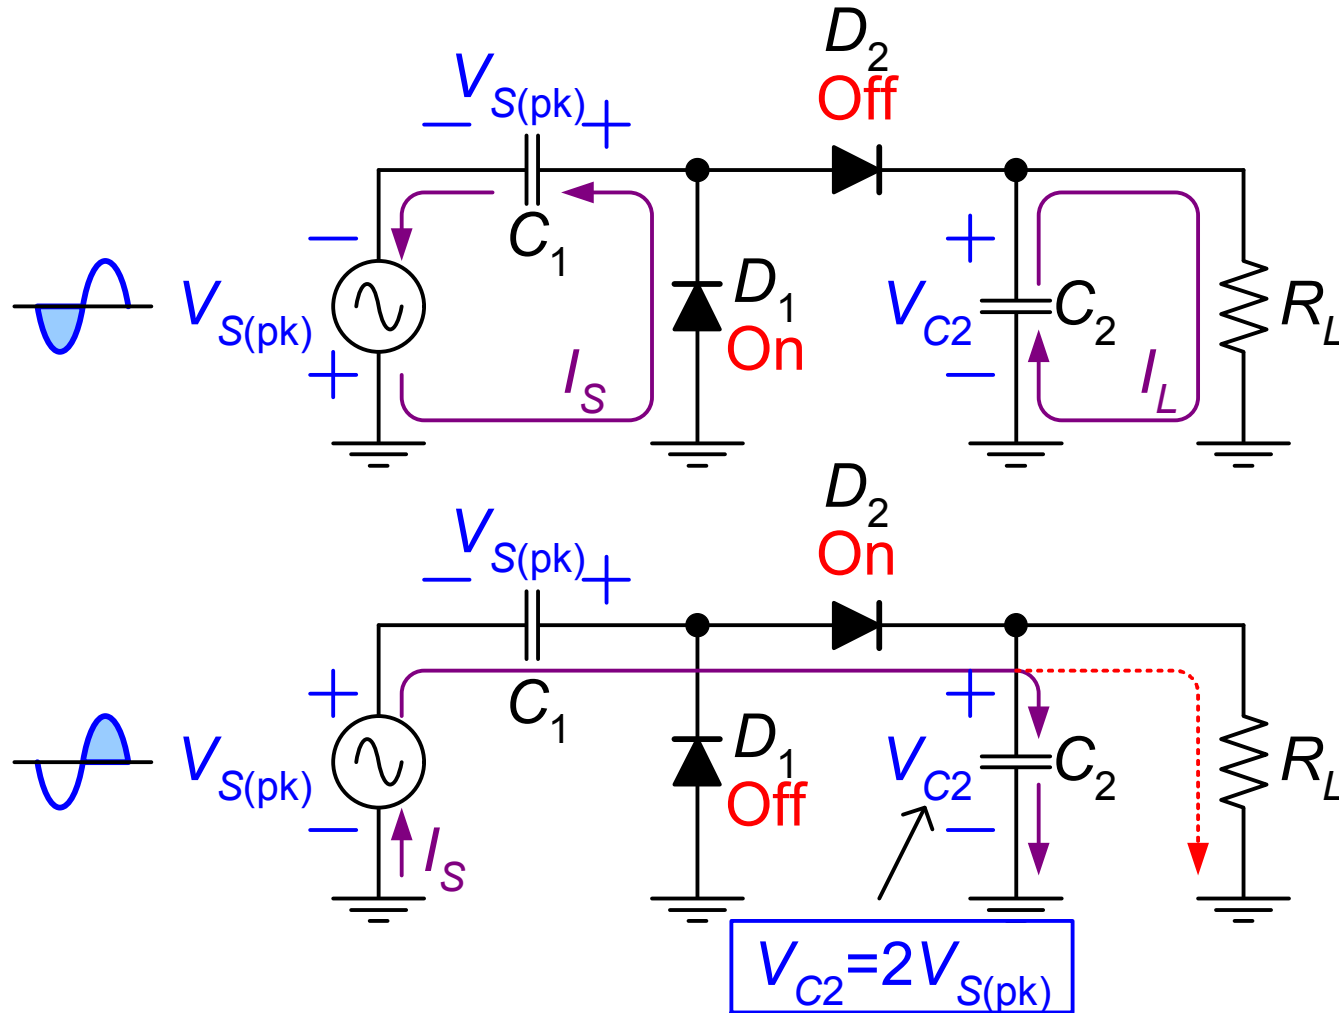 D2
Off
VS(pk)
− +
C1
−
VS(pk)
+
D1
On
IS
+
VC2
−
C2
IL
RL
D2
On
VS(pk)
− +
C1
+
VS(pk)
−
D1
Off
IS
+
VC2
−
C2
RL
VC2=2VS(pk)